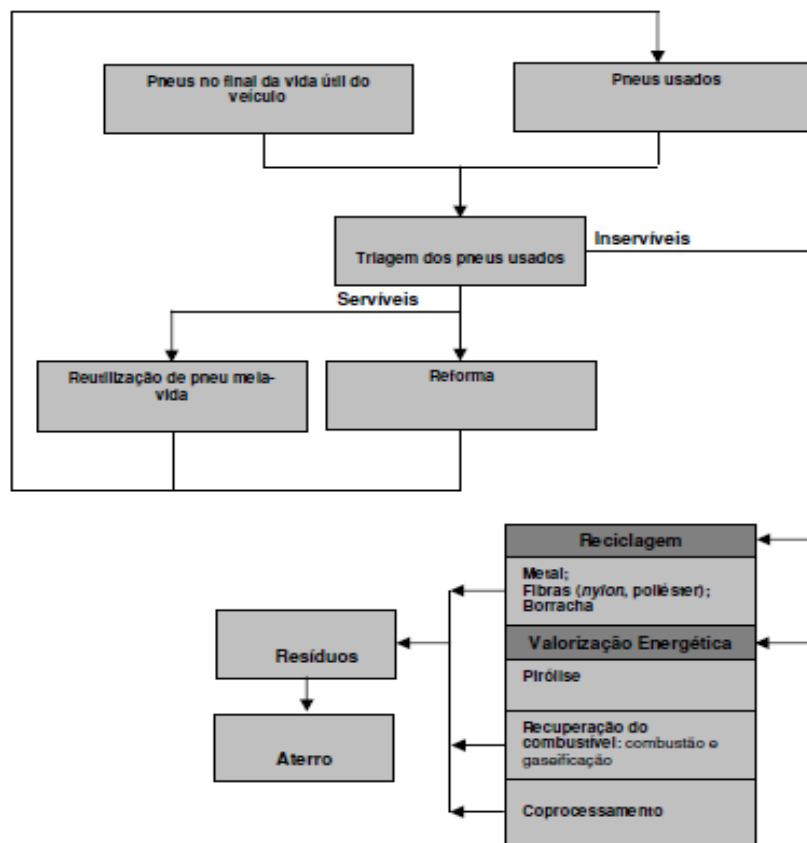 Pneus no final da vida útil do
veículo
Pneus usados
Triagem dos pneus usados
Inservíveis
Servíveis
Reutilização de pneu meia-
vida
Reforma
Reciclagem
Metal;
Fibras (nylon, poliéster);
Borracha
Valorização Energética
Pirólise
Recuperação do
combustível: combustão e
gaseificação
Coprocessamento
Resíduos
Aterro